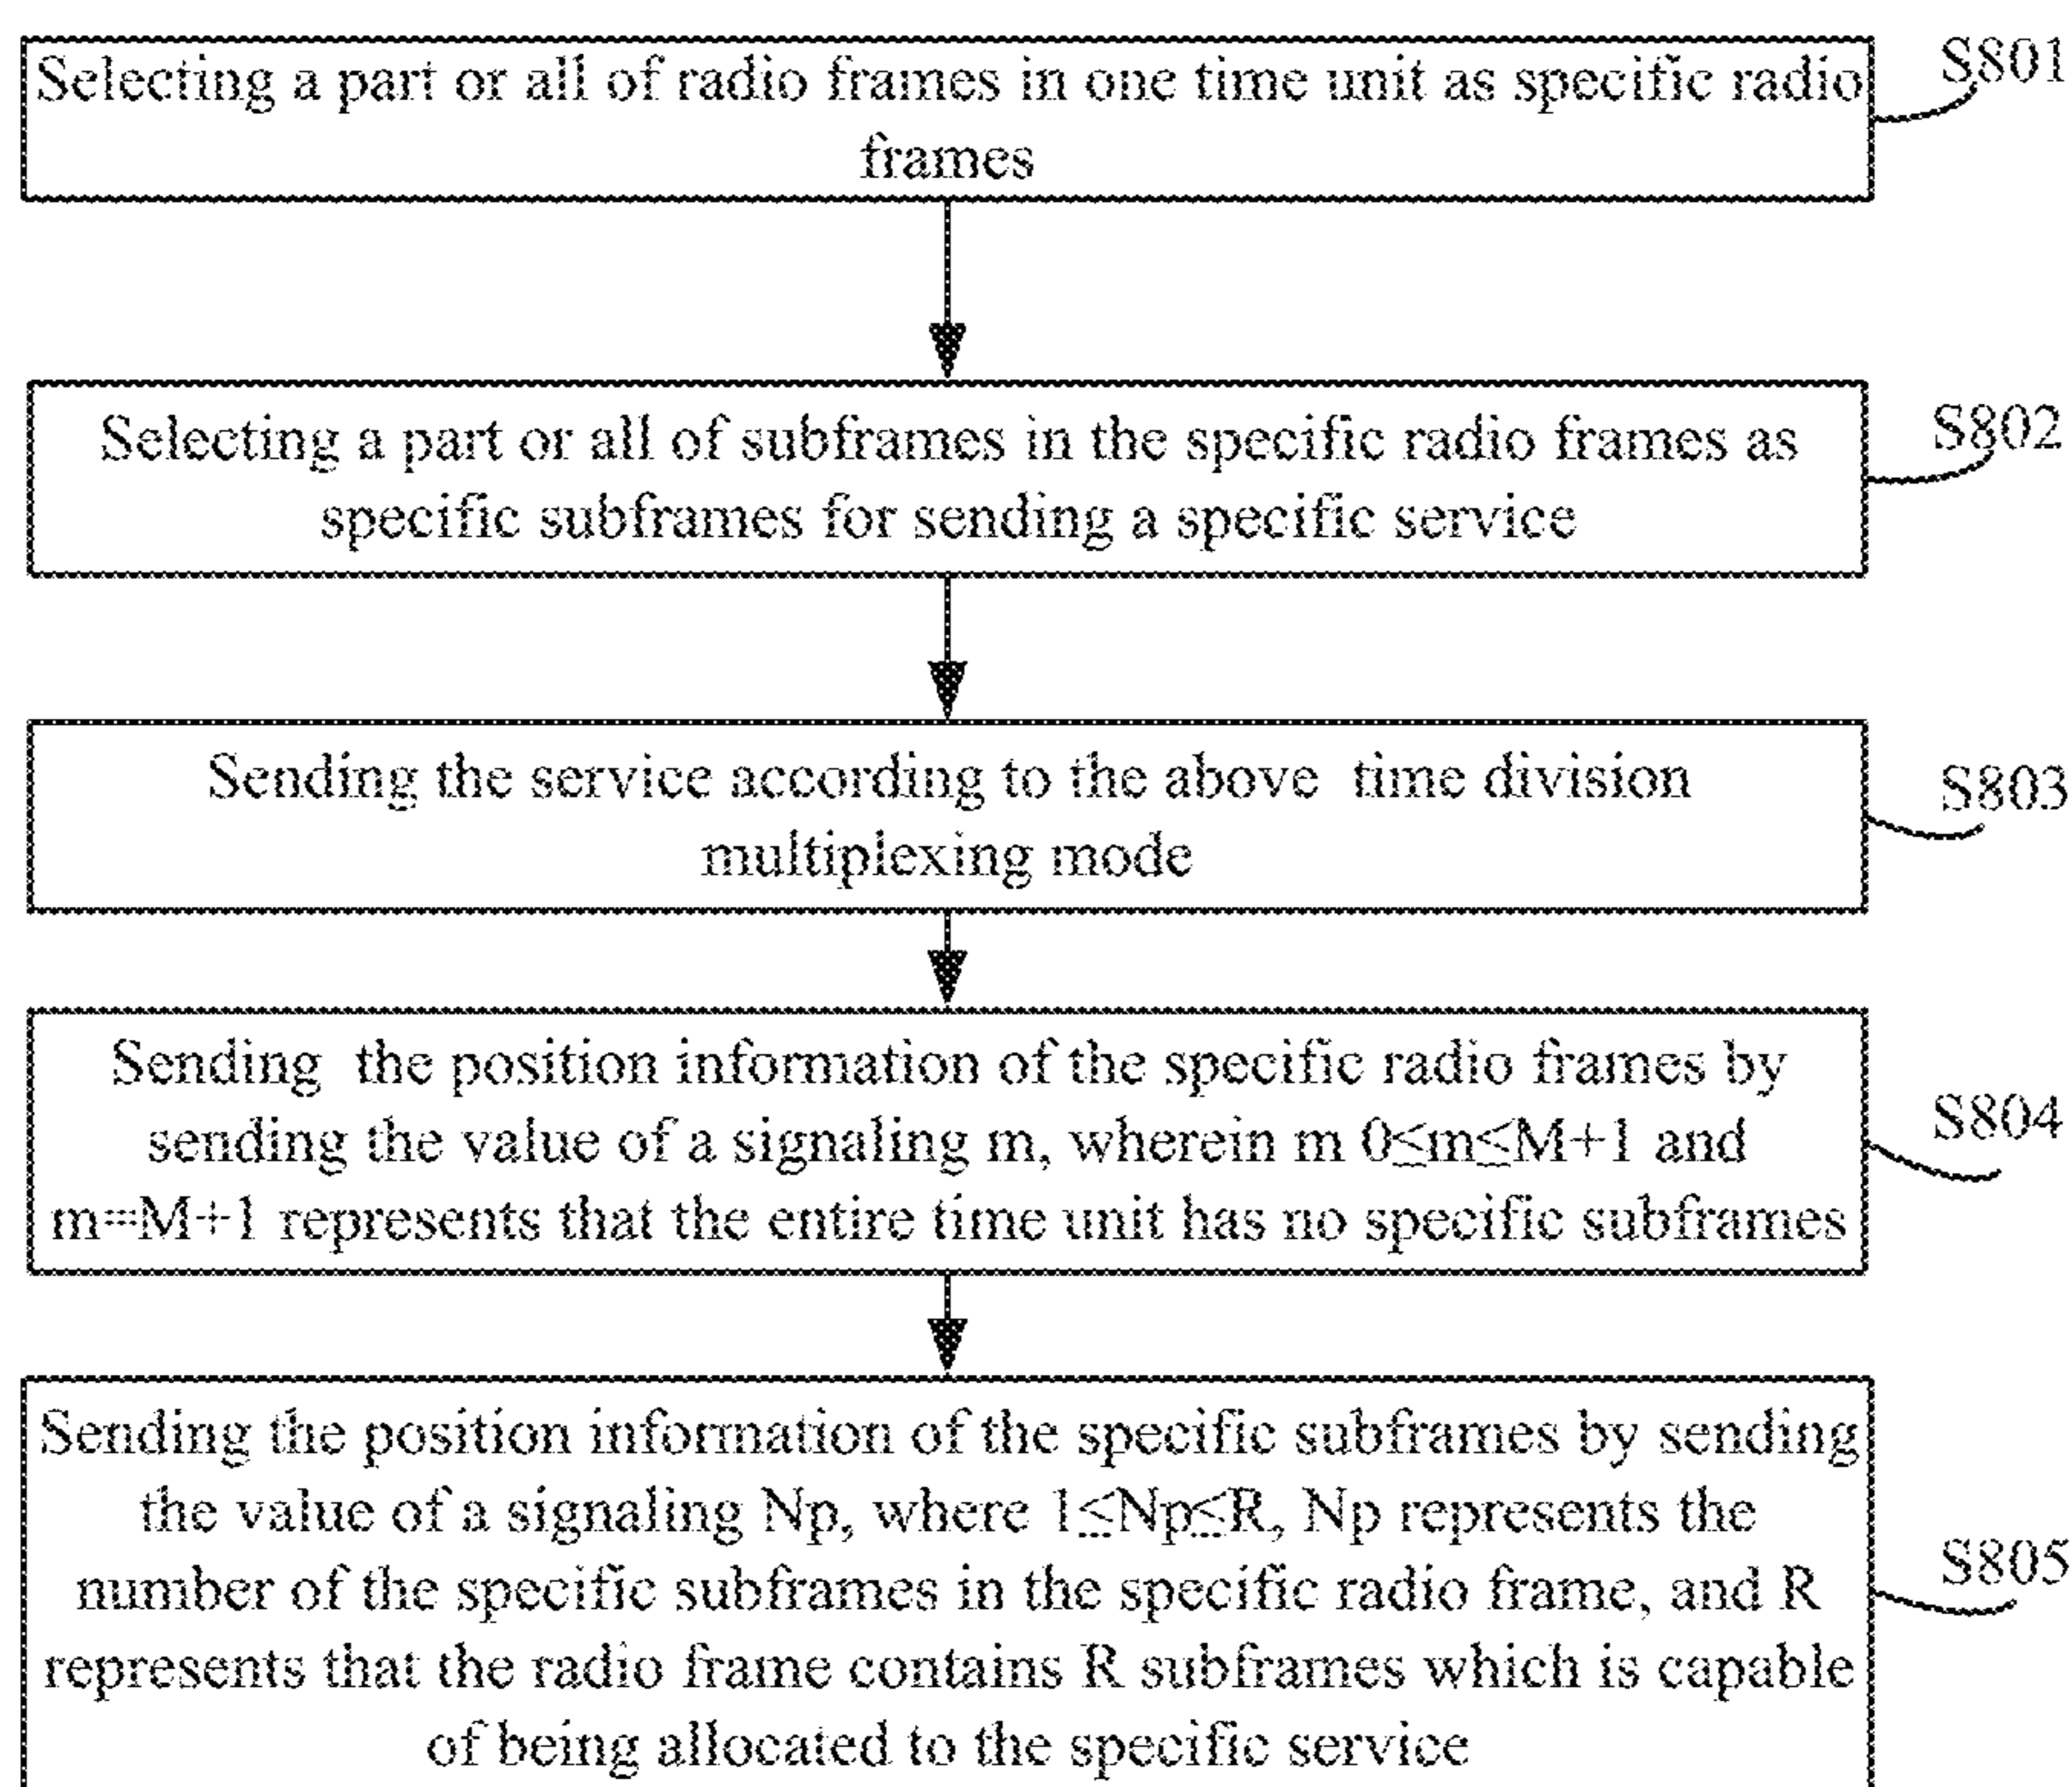 Selecting a part or all of radio frames in one time unit as specific radio
frames
S801
Selecting a part or all of subframes in the specific radio frames as
specific subframes for sending a specific service
S802
Sending the service according to the above time division
multiplexing mode
S803
Sending the position information of the specific radio frames by
sending the value of a signaling m, wherein m 0≤m≤M+1 and
m=M+1 represents that the entire time unit has no specific subframes
S804
Sending the position information of the specific subframes by sending
the value of a signaling Np, where 1≤Np≤R, Np represents the
number of the specific subframes in the specific radio frame, and R
represents that the radio frame contains R subframes which is capable
of being allocated to the specific service
S805